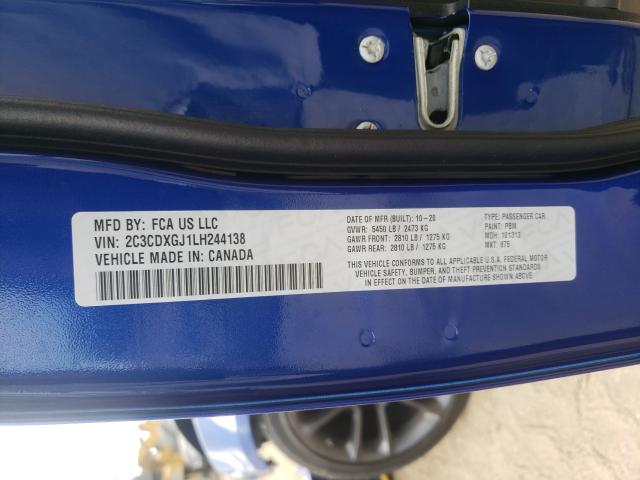 MFD BY: FCA US LLC
VIN: 2C3CDXGJ1LH244138
VEHICLE MADE IN: CANADA
DATE OF MFR (BUILT): 10-20
GVWR: 5450 LB / 2473 KG
GAWR FRONT: 2810 LB / 1275 KG
GAWR REAR: 2810 LB / 1275 KG
TYPE: PASSENGER CAR
PAINT: PBM
MDH: 101313
MKT: 875
THIS VEHICLE CONFORMS TO ALL APPLICABLE U.S.A. FEDERAL MOTOR
VEHICLE SAFETY, BUMPER, AND THEFT PREVENTION STANDARDS
IN EFFECT ON THE DATE OF MANUFACTURE SHOWN ABOVE